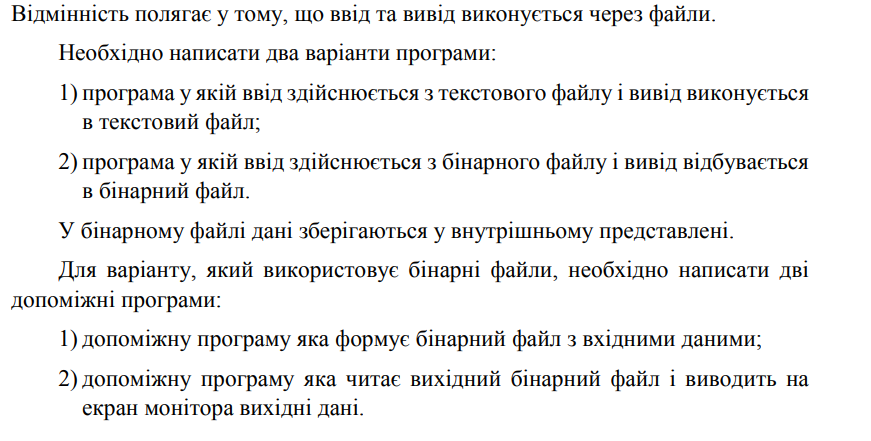 Відмінність полягає у тому, що ввід та вивід виконується через файли.
Необхідно написати два варіанти програми:
1) програма у якій ввід здійснюється з текстового файлу і вивід виконується
в текстовий файл;
2) програма у якій ввід здійснюється з бінарного файлу і вивід відбувається
в бінарний файл.
У бінарному файлі дані зберігаються у внутрішньому представлені.
Для варіанту, який використовує бінарні файли, необхідно написати дві
допоміжні програми:
1) допоміжну програму яка формує бінарний файл з вхідними даними;
2) допоміжну програму яка читає вихідний бінарний файл і виводить на
екран монітора вихідні дані.